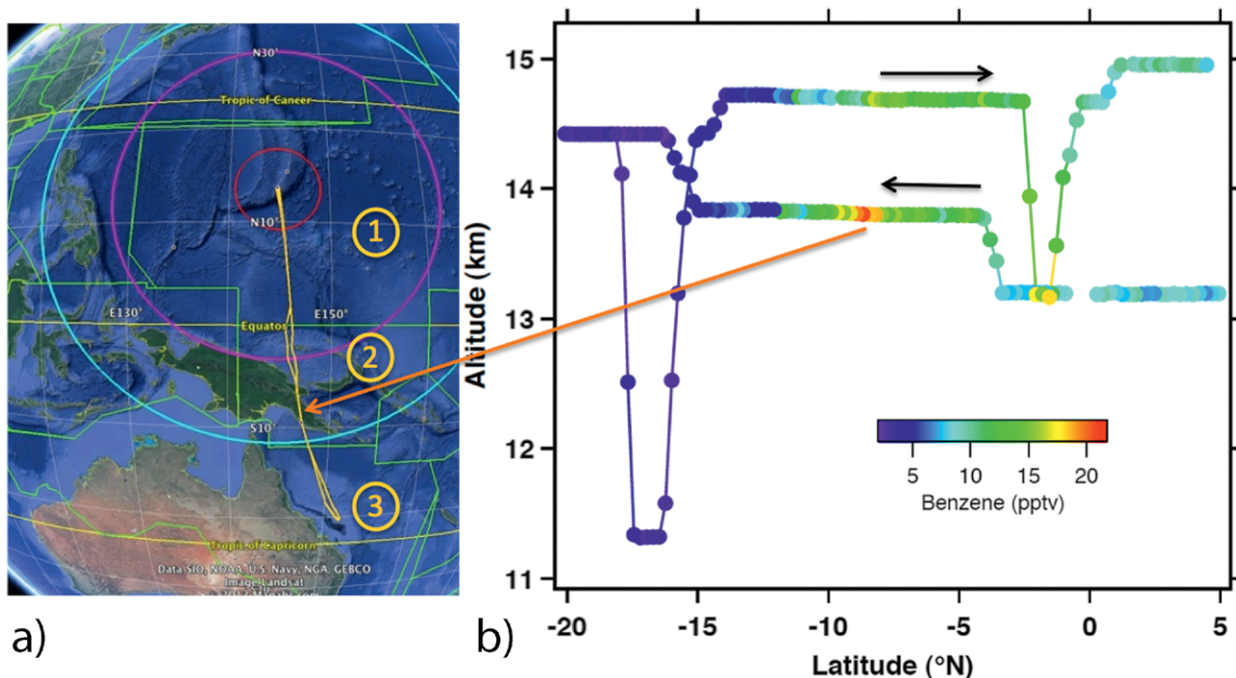 N30°
Tropic of Cancer
N10°
1
E130°
E150°
Equator
2
S10°
3
Tropic of Capricorn
Data SIO, NOAA, U.S. Navy, NGA, GEBCO
Image Landsat
a)
15
14
13
12
11
Altitude (km)
5 10 15 20
Benzene (pptv)
-20 -15 -10 -5 0 5
Latitude (°N)
b)